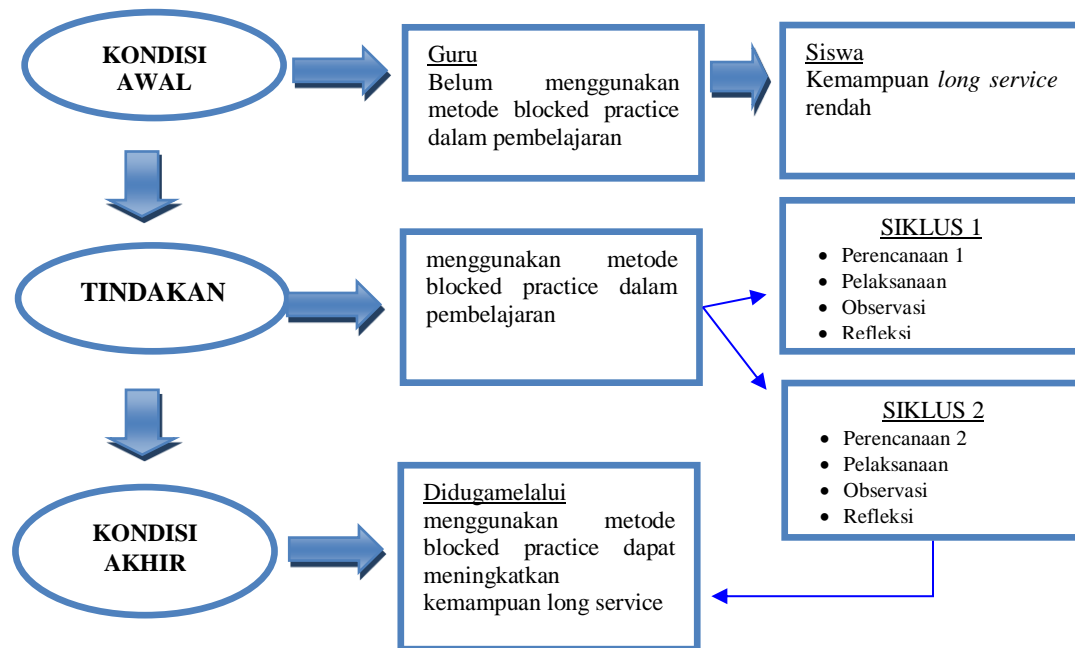 KONDISI
AWAL
Guru
Belum menggunakan
metode blocked practice
dalam pembelajaran
Siswa
Kemampuan long service
rendah
TINDAKAN
menggunakan metode
blocked practice dalam
pembelajaran
SIKLUS 1
• Perencanaan 1
• Pelaksanaan
• Observasi
• Refleksi
SIKLUS 2
• Perencanaan 2
• Pelaksanaan
• Observasi
• Refleksi
KONDISI
AKHIR
Didugamelalui
menggunakan metode
blocked practice dapat
meningkatkan
kemampuan long service